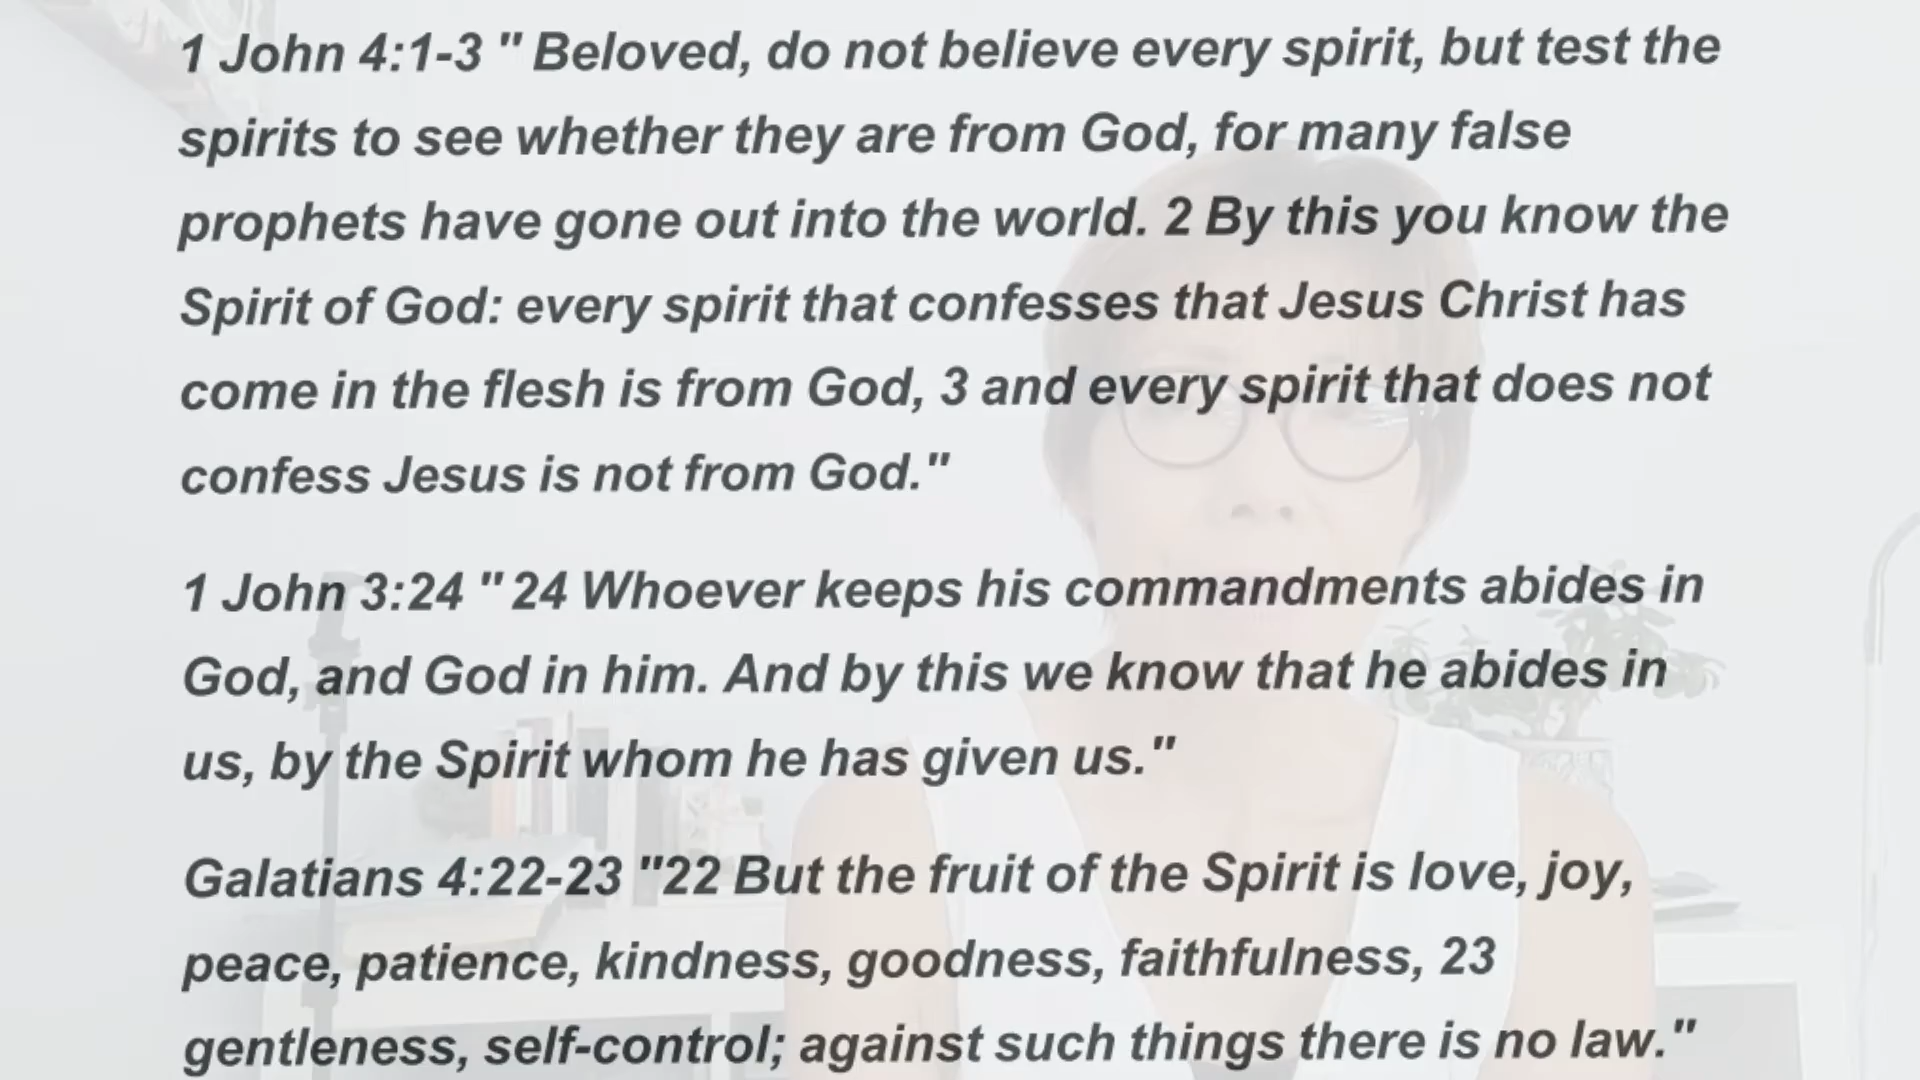 1 John 4:1-3 " Beloved, do not believe every spirit, but test the
spirits to see whether they are from God, for many false
prophets have gone out into the world. 2 By this you know the
Spirit of God: every spirit that confesses that Jesus Christ has
come in the flesh is from God, 3 and every spirit that does not
confess Jesus is not from God."
1 John 3:24 " 24 Whoever keeps his commandments abides in
God, and God in him. And by this we know that he abides in
us, by the Spirit whom he has given us."
Galatians 4:22-23 "22 But the fruit of the Spirit is love, joy,
peace, patience, kindness, goodness, faithfulness, 23
gentleness, self-control; against such things there is no law."